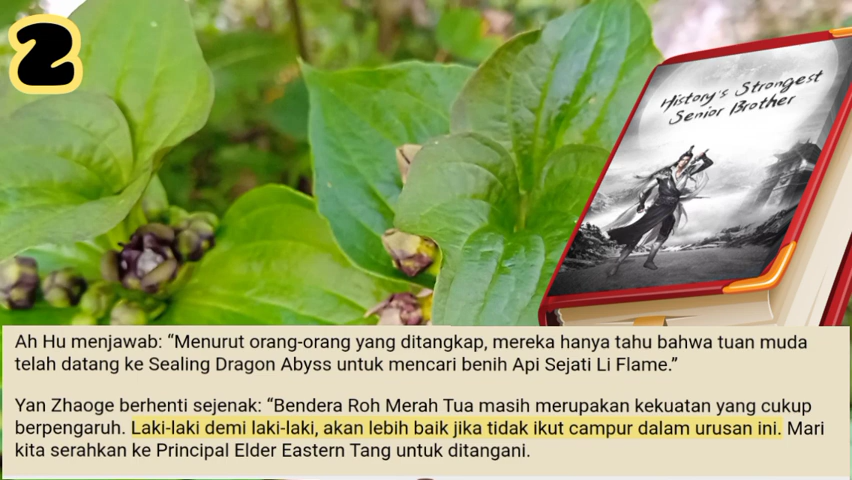 2
History's Strongest
Senior Brother
Ah Hu menjawab: “Menurut orang-orang yang ditangkap, mereka hanya tahu bahwa tuan muda
telah datang ke Sealing Dragon Abyss untuk mencari benih Api Sejati Li Flame.”
Yan Zhaoge berhenti sejenak: “Bendera Roh Merah Tua masih merupakan kekuatan yang cukup
berpengaruh. Laki-laki demi laki-laki, akan lebih baik jika tidak ikut campur dalam urusan ini. Mari
kita serahkan ke Principal Elder Eastern Tang untuk ditangani.